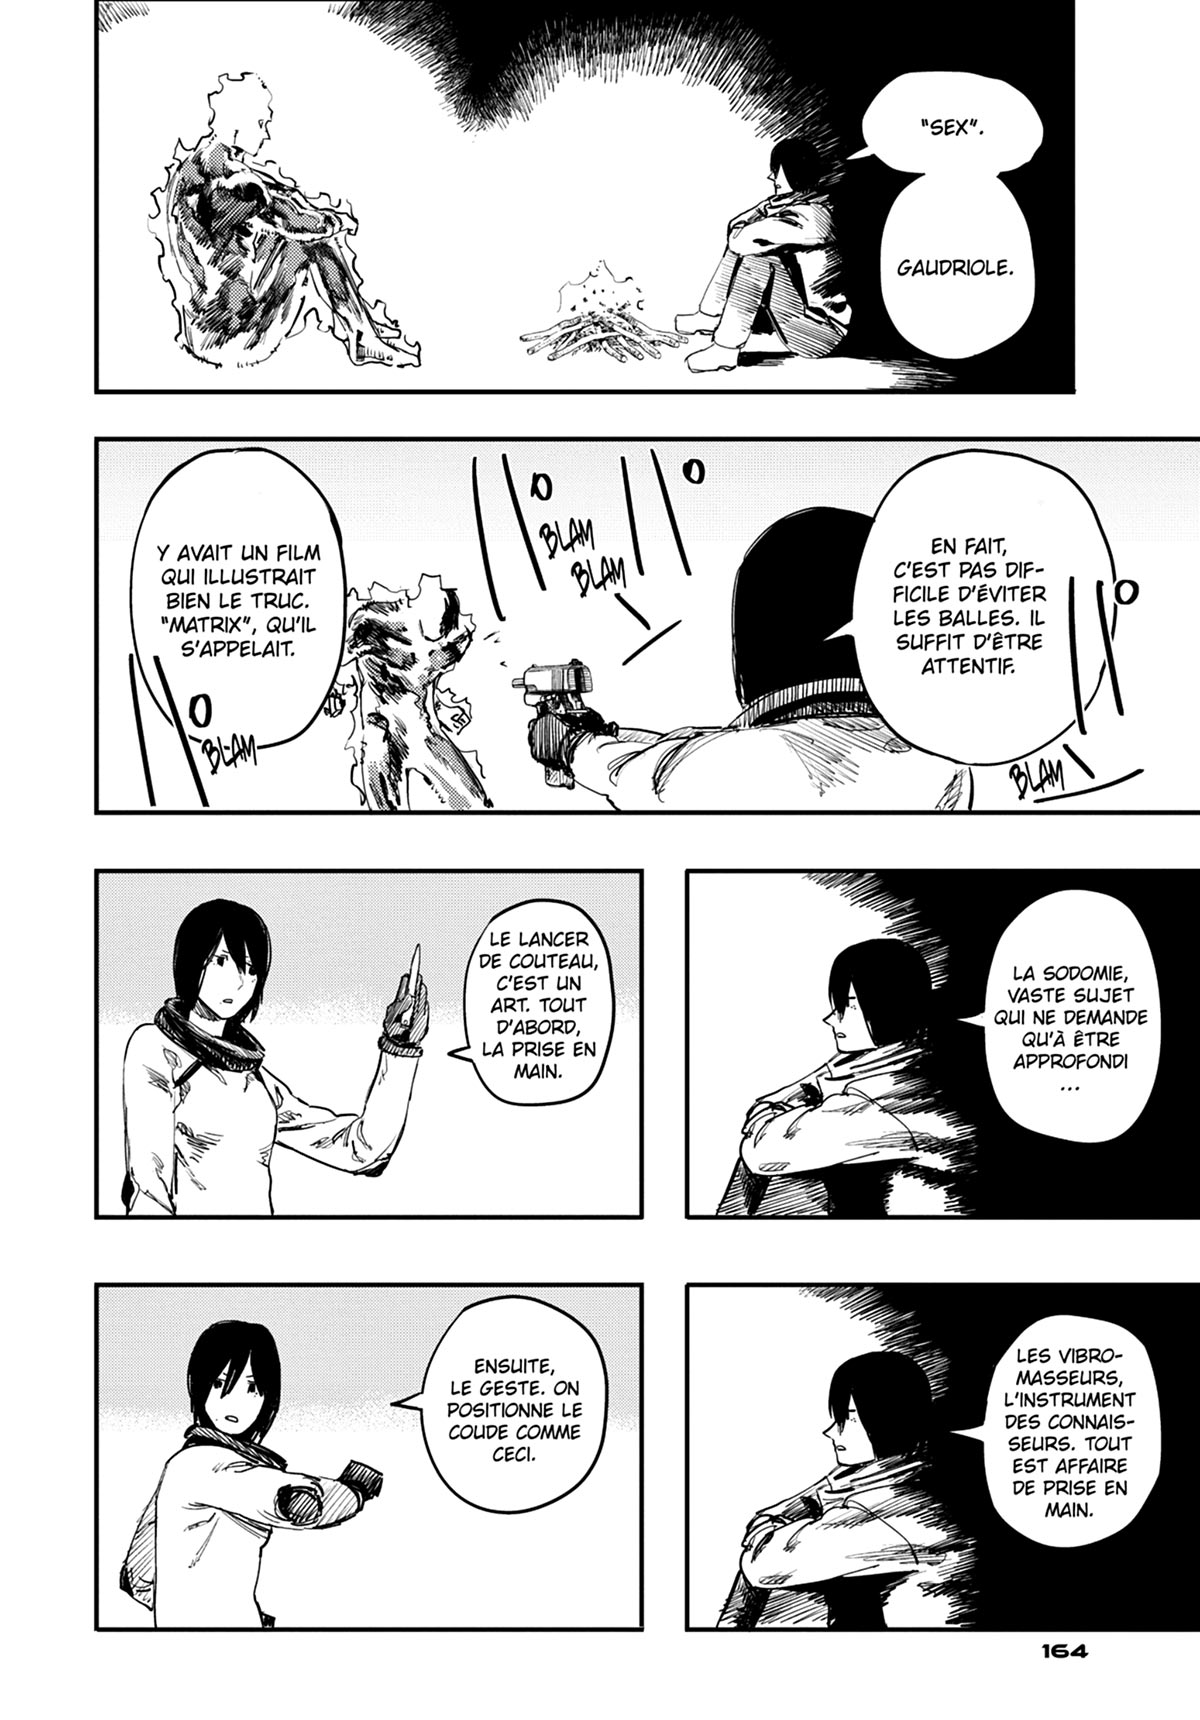 "SEX".
GAUDRIOLE.
EN FAIT,
C'EST PAS DIF-
FICILE D'ÉVITER
LES BALLES. IL
SUFFIT D'ÊTRE
ATTENTIF.
BLAM
BLAM
BLAM
Y AVAIT UN FILM
QUI ILLUSTRAIT
BIEN LE TRUC.
"MATRIX", QU'IL
S'APPELAIT.
BLAM
LA SODOMIE,
VASTE SUJET
QUI NE DEMANDE
QU'À ÊTRE
APPROFONDI
...
LE LANCER
DE COUTEAU,
C'EST UN
ART. TOUT
D'ABORD,
LA PRISE EN
MAIN.
LES VIBRO-
MASSEURS,
L'INSTRUMENT
DES CONNAIS-
SEURS. TOUT
EST AFFAIRE
DE PRISE EN
MAIN.
ENSUITE,
LE GESTE. ON
POSITIONNE LE
COUDE COMME
CECI.
164